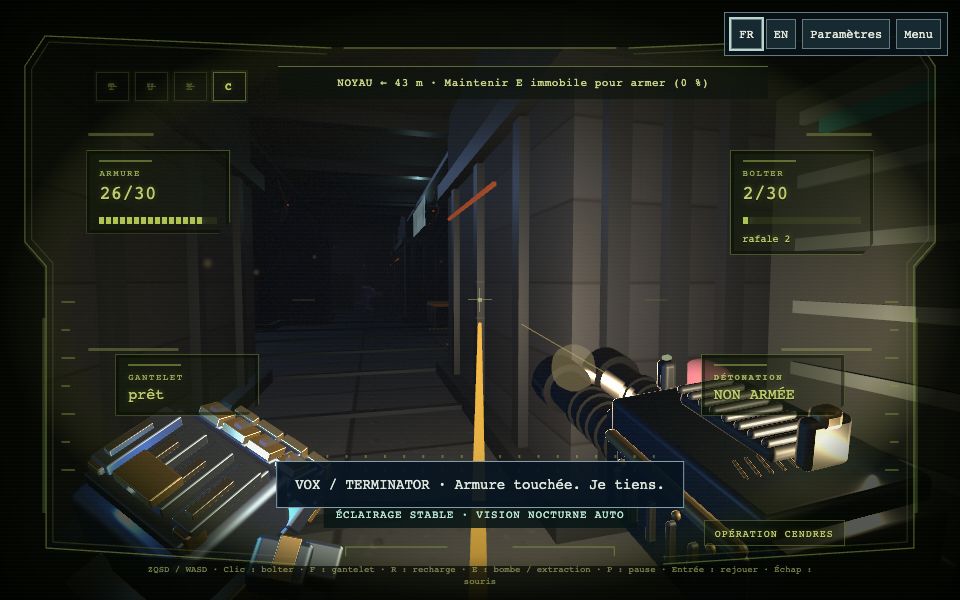 FR EN Paramètres Menu
NOYAU ← 43 m · Maintenir E immobile pour armer (0 %)
C
ARMURE
26/30
BOLTER
2/30
rafale 2
GANTELET
prêt
DÉTONATION
NON ARMÉE
VOX / TERMINATOR · Armure touchée. Je tiens.
ÉCLAIRAGE STABLE · VISION NOCTURNE AUTO
OPÉRATION CENDRES
ZQSD / WASD · Clic : bolter · F : gantelet · R : recharge · E : bombe / extraction · P : pause · Entrée : rejouer · Échap :
souris